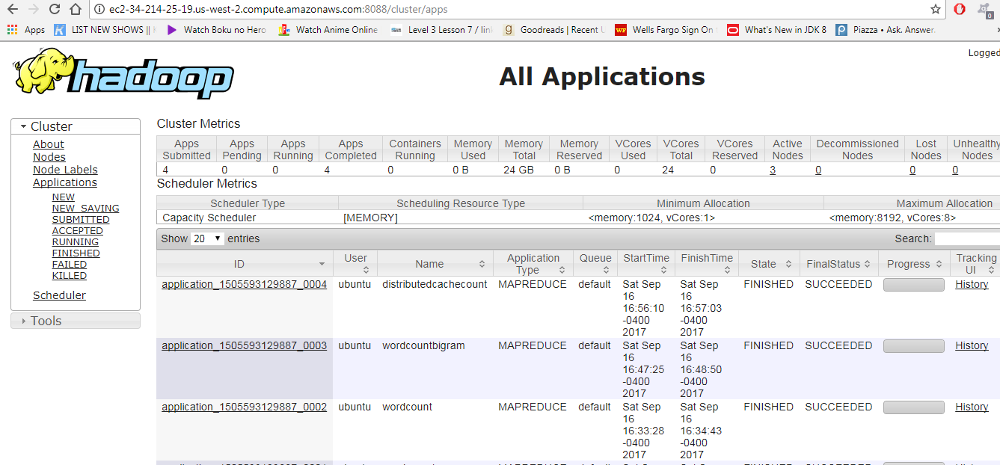 ec2-34-214-25-19.us-west-2.compute.amazonaws.com:8088/cluster/apps
Apps LIST NEW SHOWS || Watch Boku no Hero Watch Anime Online Level 3 Lesson 7 / link Goodreads | Recent U Wells Fargo Sign On What's New in JDK 8 Piazza • Ask. Answer.
Logged
hadoop
All Applications
Cluster
About
Nodes
Node Labels
Applications
NEW
NEW_SAVING
SUBMITTED
ACCEPTED
RUNNING
FINISHED
FAILED
KILLED
Scheduler
Tools
Cluster Metrics
Apps Submitted Apps Pending Apps Running Apps Completed Containers Running Memory Used Memory Total Memory Reserved VCores Used VCores Total VCores Reserved Active Nodes Decommissioned Nodes Lost Nodes Unhealthy Nodes
4 0 0 4 0 0 B 24 GB 0 B 0 24 0 3 0 0 0
Scheduler Metrics
Scheduler Type Scheduling Resource Type Minimum Allocation Maximum Allocation
Capacity Scheduler [MEMORY] <memory:1024, vCores:1> <memory:8192, vCores:8>
Show 20 entries Search:
ID User Name Application Type Queue StartTime FinishTime State FinalStatus Progress Tracking UI
application_1505593129887_0004 ubuntu distributedcachecount MAPREDUCE default Sat Sep 16 16:56:10 -0400 2017 Sat Sep 16 16:57:03 -0400 2017 FINISHED SUCCEEDED History
application_1505593129887_0003 ubuntu wordcountbigram MAPREDUCE default Sat Sep 16 16:47:25 -0400 2017 Sat Sep 16 16:48:50 -0400 2017 FINISHED SUCCEEDED History
application_1505593129887_0002 ubuntu wordcount MAPREDUCE default Sat Sep 16 16:33:28 -0400 2017 Sat Sep 16 16:34:43 -0400 2017 FINISHED SUCCEEDED History